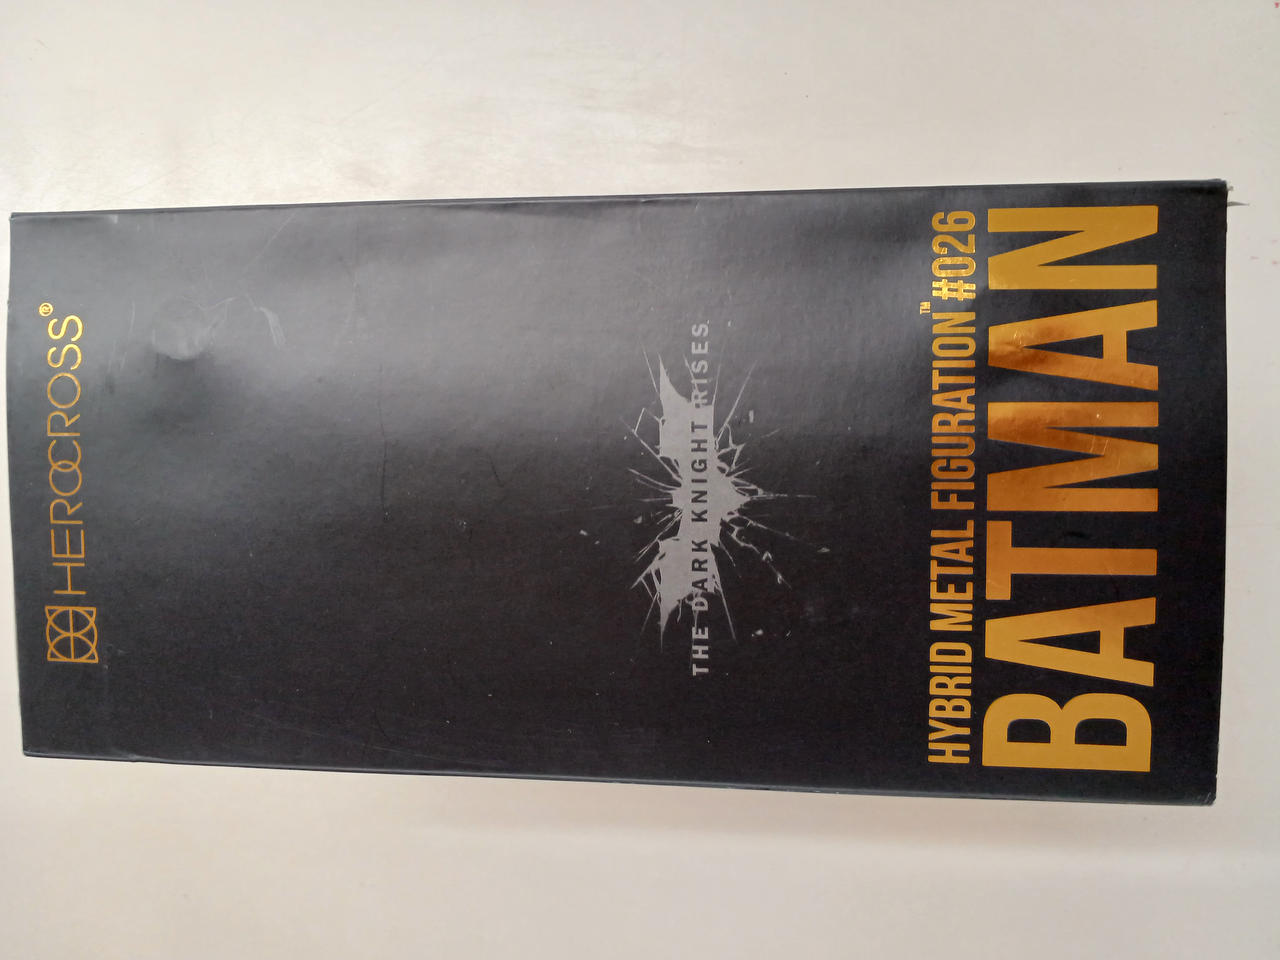 HEROCROSS®
THE DARK KNIGHT RISES
HYBRID METAL FIGURATION™ #026
BATMAN